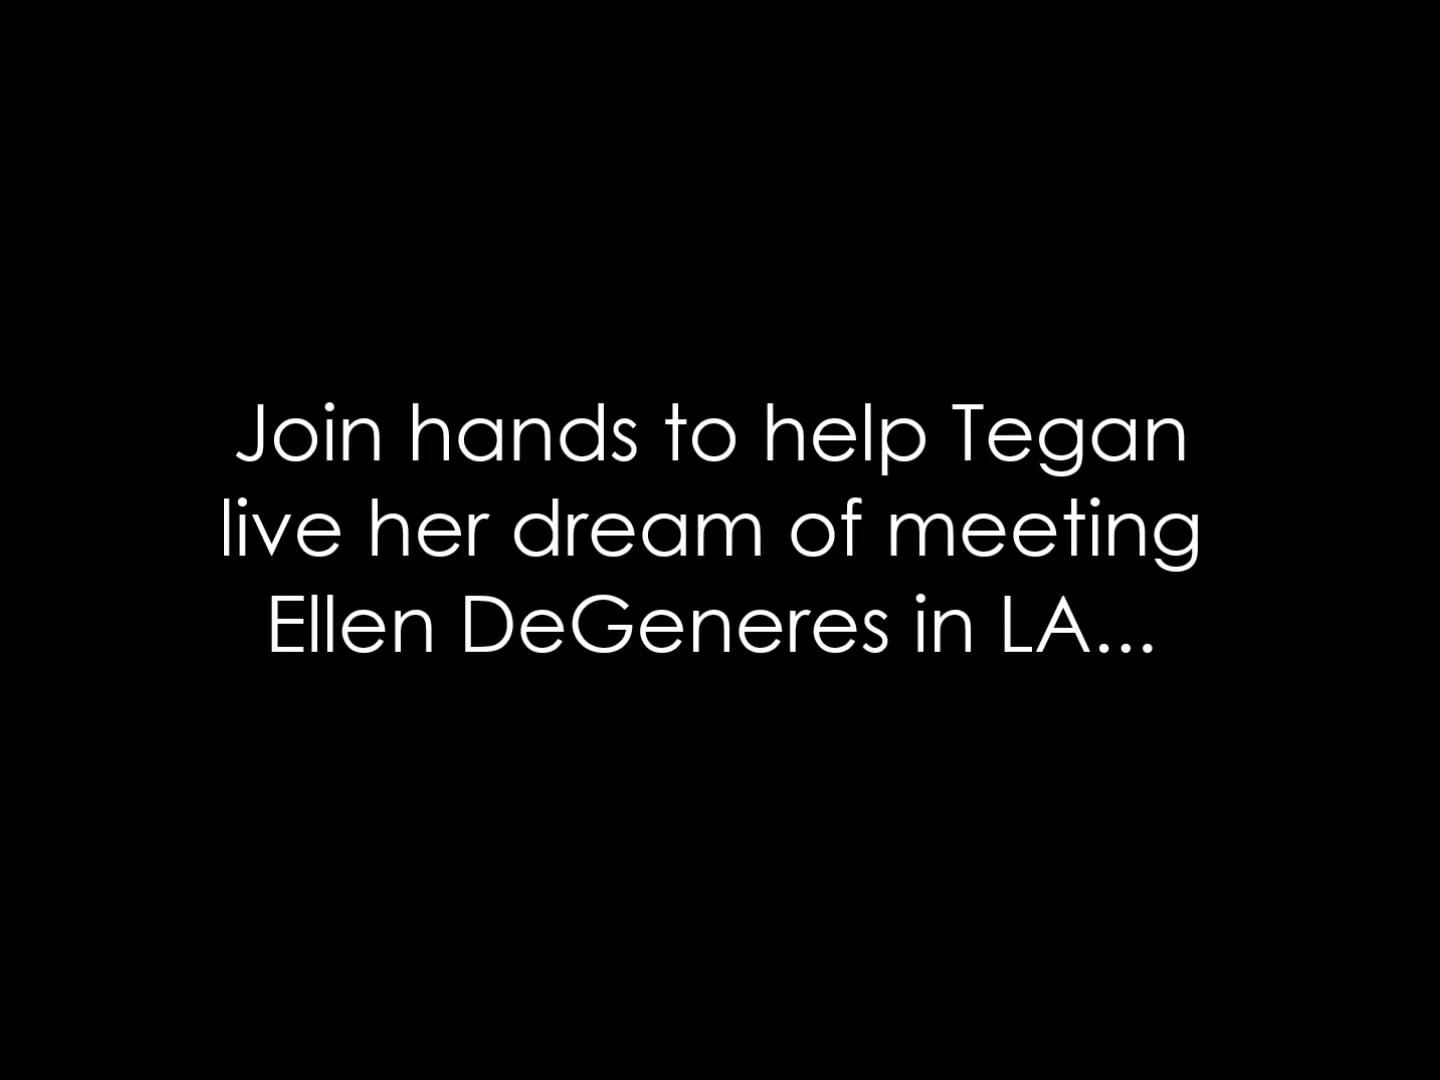 Join hands to help Tegan
live her dream of meeting
Ellen DeGeneres in LA...